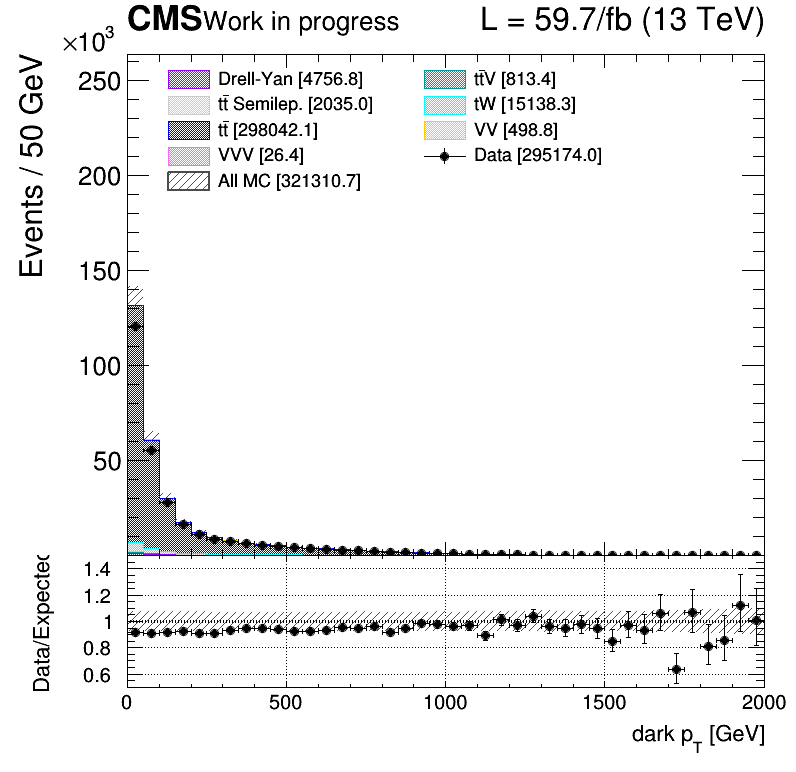 CMS Work in progress L = 59.7/fb (13 TeV)
×10³
Events / 50 GeV
250
200
150
100
50
Drell-Yan [4756.8]
tt̄ Semilep. [2035.0]
tt̄ [298042.1]
VVV [26.4]
All MC [321310.7]
tt̄V [813.4]
tW [15138.3]
VV [498.8]
Data [295174.0]
Data/Expected
1.4
1.2
1
0.8
0.6
0 500 1000 1500 2000
dark p_T [GeV]